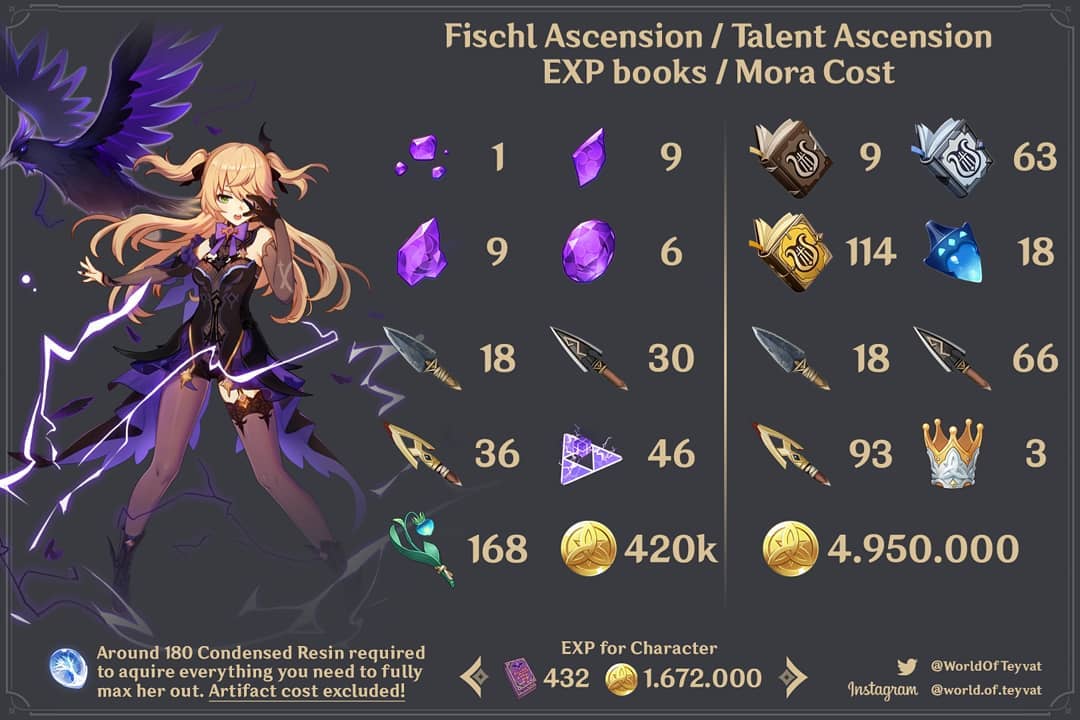 Fischl Ascension / Talent Ascension
EXP books / Mora Cost
1 9 9 63
9 6 114 18
18 30 18 66
36 46 93 3
168 420k 4.950.000
Around 180 Condensed Resin required
to aquire everything you need to fully
max her out. Artifact cost excluded!
EXP for Character
432 1.672.000
@WorldOfTeyvat
Instagram @world.of.teyvat